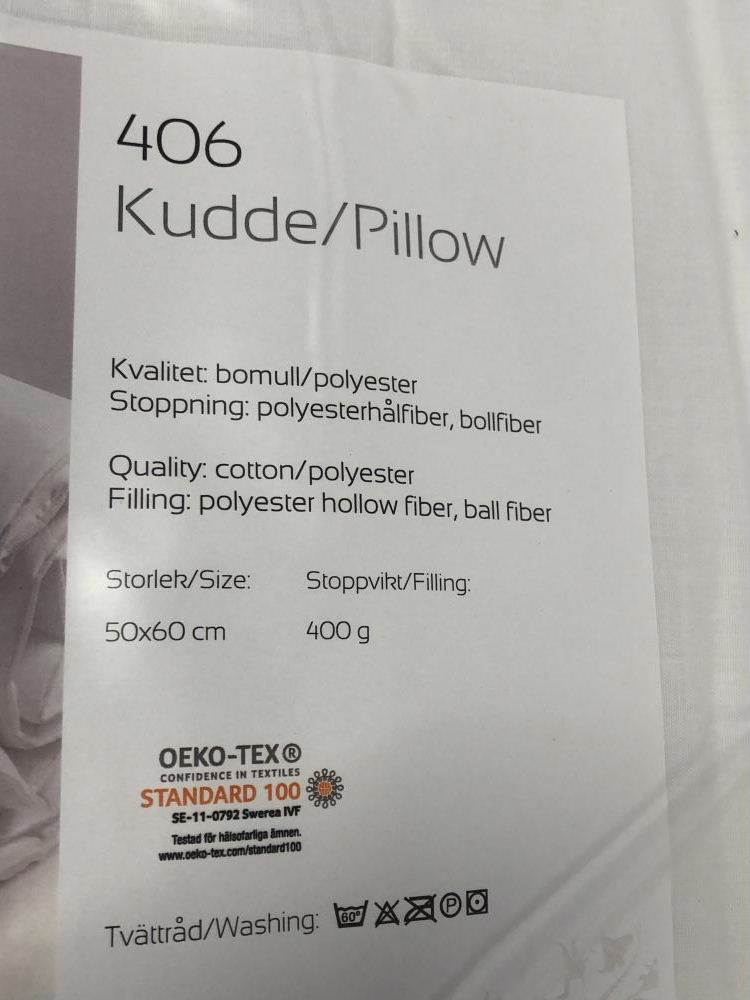 406
Kudde/Pillow
Kvalitet: bomull/polyester
Stoppning: polyesterhålfiber, bollfiber
Quality: cotton/polyester
Filling: polyester hollow fiber, ball fiber
Storlek/Size: Stoppvikt/Filling:
50x60 cm 400 g
OEKO-TEX®
CONFIDENCE IN TEXTILES
STANDARD 100
SE-11-0792 Swerea IVF
Testad för hälsofarliga ämnen.
www.oeko-tex.com/standard100
Tvättråd/Washing: 60° P